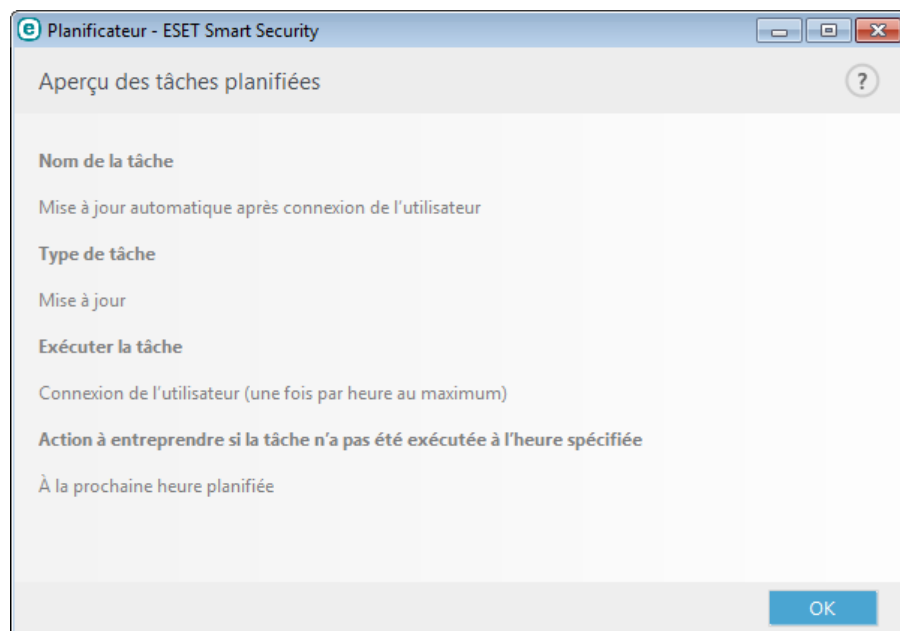 Planificateur - ESET Smart Security
Aperçu des tâches planifiées
?
Nom de la tâche
Mise à jour automatique après connexion de l'utilisateur
Type de tâche
Mise à jour
Exécuter la tâche
Connexion de l'utilisateur (une fois par heure au maximum)
Action à entreprendre si la tâche n'a pas été exécutée à l'heure spécifiée
À la prochaine heure planifiée
OK